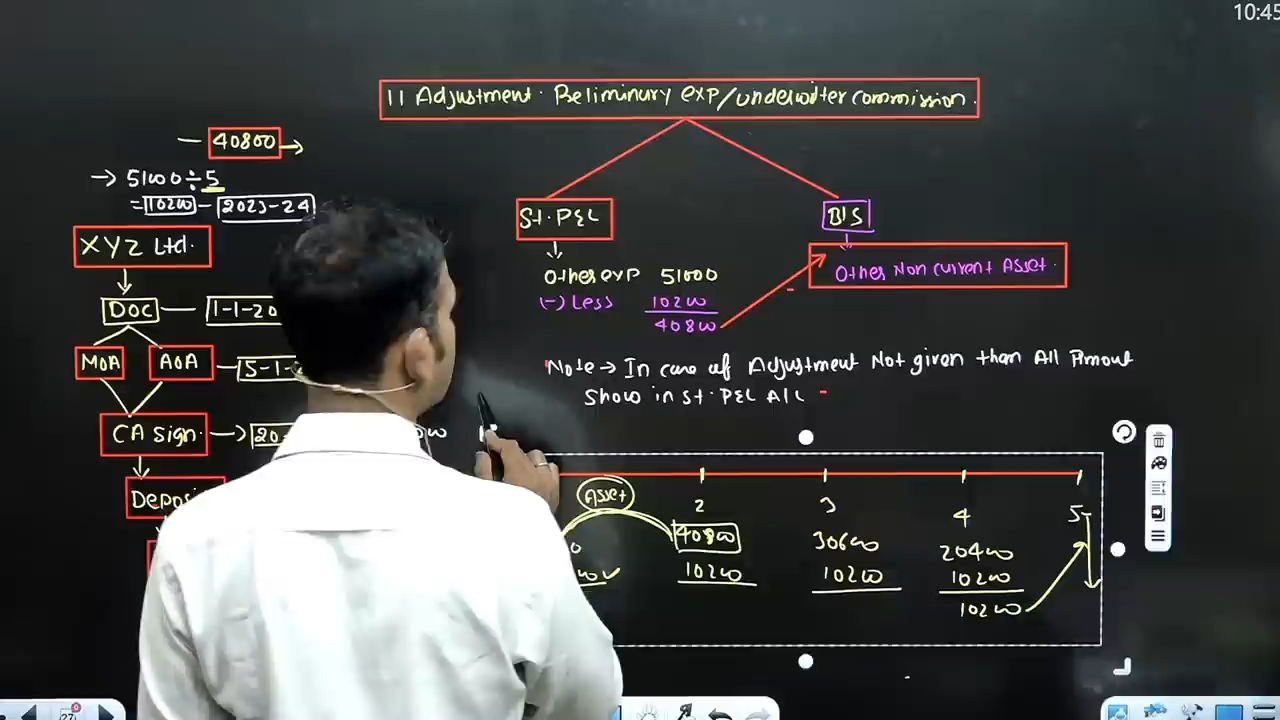 10:45
11 Adjustment. Preliminary exp/underwiter commission.
— 40800 →
→ 51000÷5
=10200 — 2023-24
XYZ Ltd.
DOC — 1-1-20
MOA AOA — 5-1-
CA sign. →
St. P&L
Other exp 51000
(-) Less 10200
40800
B/S
Other Non current Asset.
Note → In case of Adjustment Not given than All Amout
Show in st. P&L A/c
Asset
2 3 4 5
40800 30600 20400
10200 10200 10200
10200